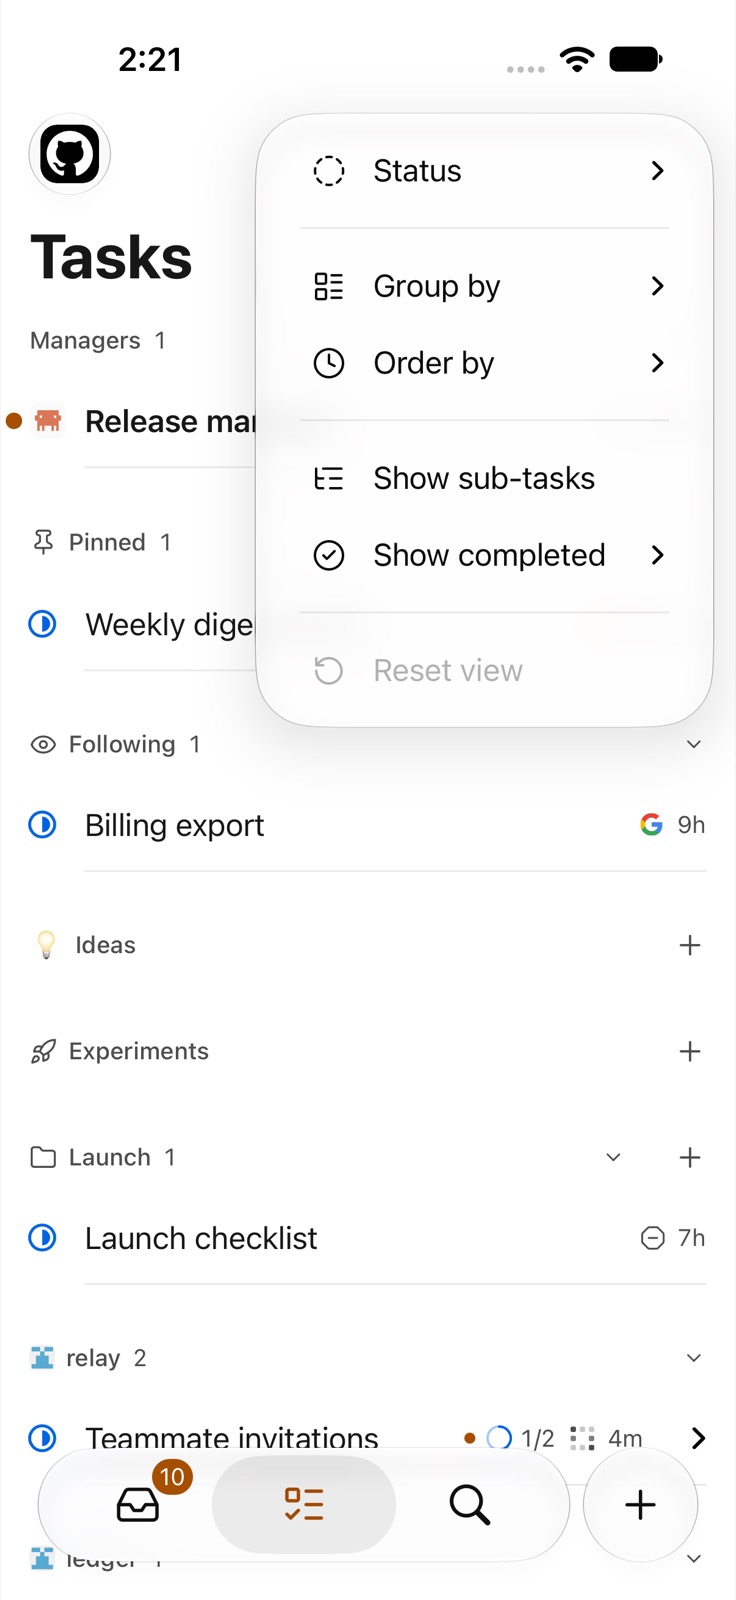 2:21
Status
Tasks
Group by
Managers 1
Order by
Release
Show sub-tasks
Pinned 1
Show completed
Weekly
Reset view
Following 1
Billing export
9h
Ideas
Experiments
Launch 1
Launch checklist
7h
relay 2
Teammate invitations
1/2
4m
10
ledger 1